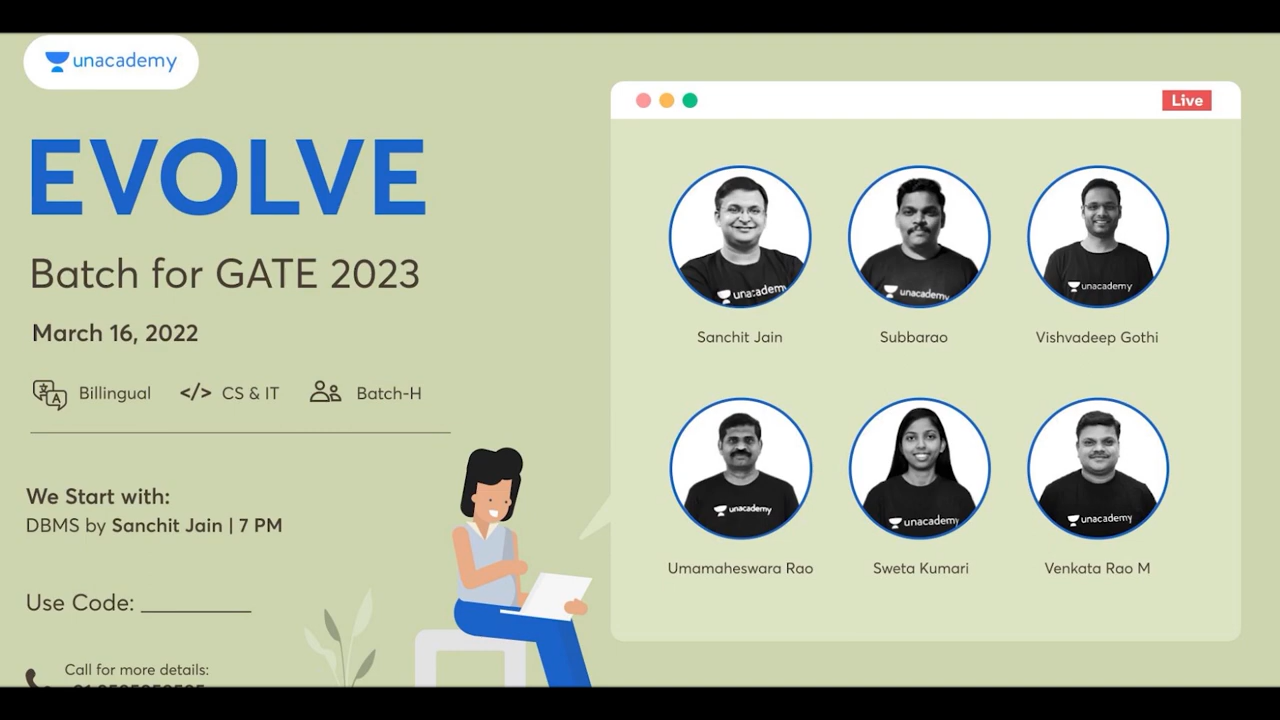 unacademy
EVOLVE
Batch for GATE 2023
March 16, 2022
Billingual </> CS & IT Batch-H
We Start with:
DBMS by Sanchit Jain | 7 PM
Use Code: __________
Call for more details:
Live
unacademy unacademy unacademy
Sanchit Jain Subbarao Vishvadeep Gothi
unacademy unacademy unacademy
Umamaheswara Rao Sweta Kumari Venkata Rao M